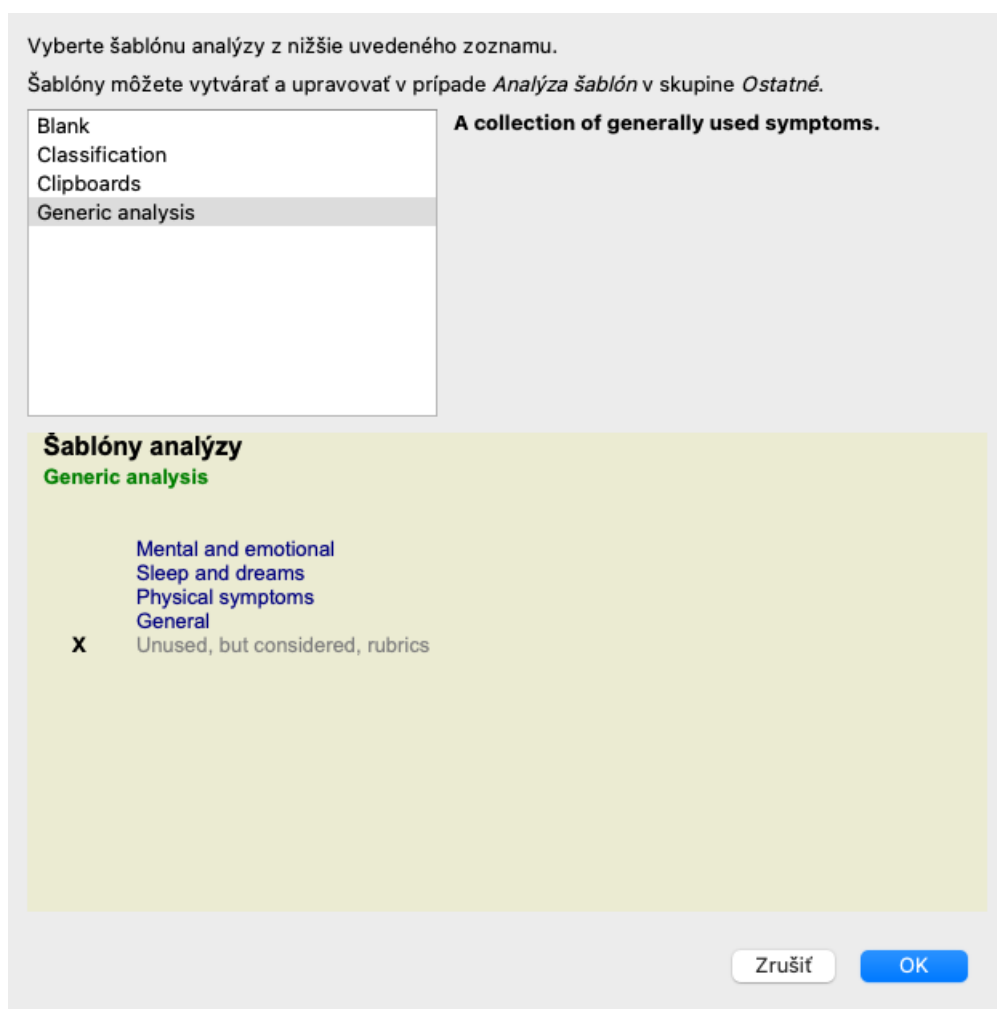 Vyberte šablónu analýzy z nižšie uvedeného zoznamu.
Šablóny môžete vytvárať a upravovať v prípade Analýza šablón v skupine Ostatné.
Blank
Classification
Clipboards
Generic analysis
A collection of generally used symptoms.
Šablóny analýzy
Generic analysis
Mental and emotional
Sleep and dreams
Physical symptoms
General
X Unused, but considered, rubrics
Zrušiť
OK